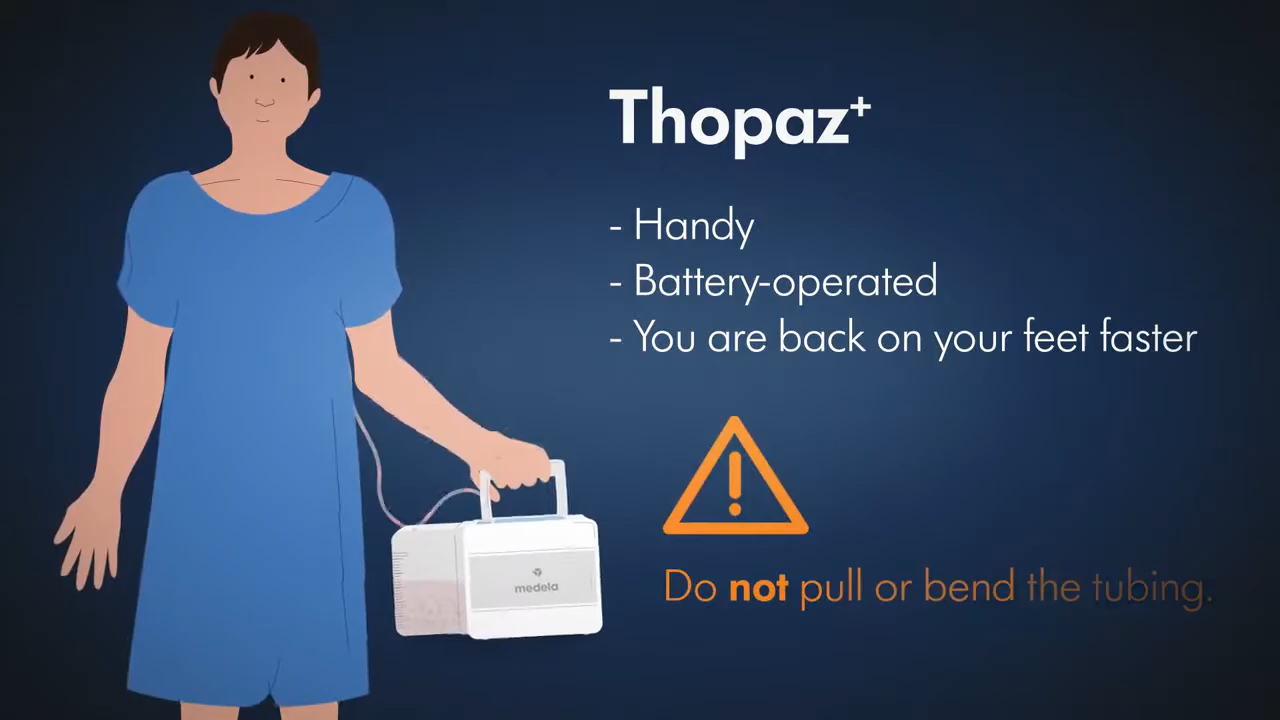 Thopaz⁺
- Handy
- Battery-operated
- You are back on your feet faster
medela
Do not pull or bend the tubing.